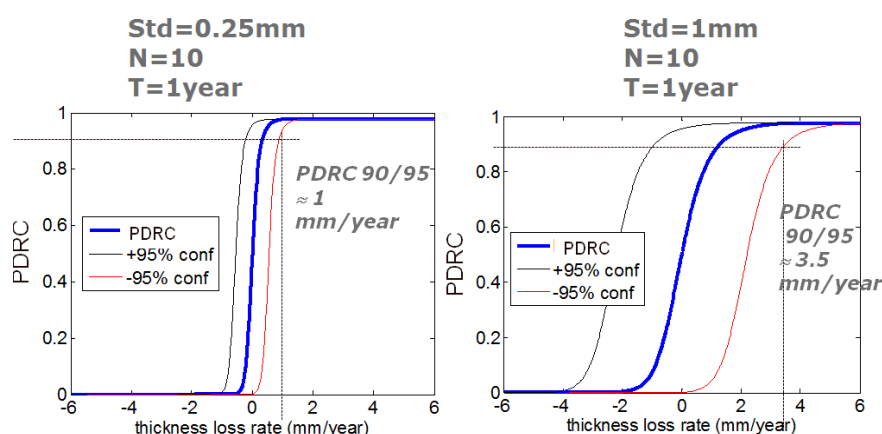 Std=0.25mm
N=10
T=1year
1
0.8
0.6
0.4
0.2
0
PDRC
PDRC
+95% conf
-95% conf
PDRC 90/95
≈ 1
mm/year
-6
-4
-2
0
2
4
6
thickness loss rate (mm/year)
Std=1mm
N=10
T=1year
1
0.8
0.6
0.4
0.2
0
PDRC
PDRC
+95% conf
-95% conf
PDRC
90/95
≈ 3.5
mm/year
-6
-4
-2
0
2
4
6
thickness loss rate (mm/year)